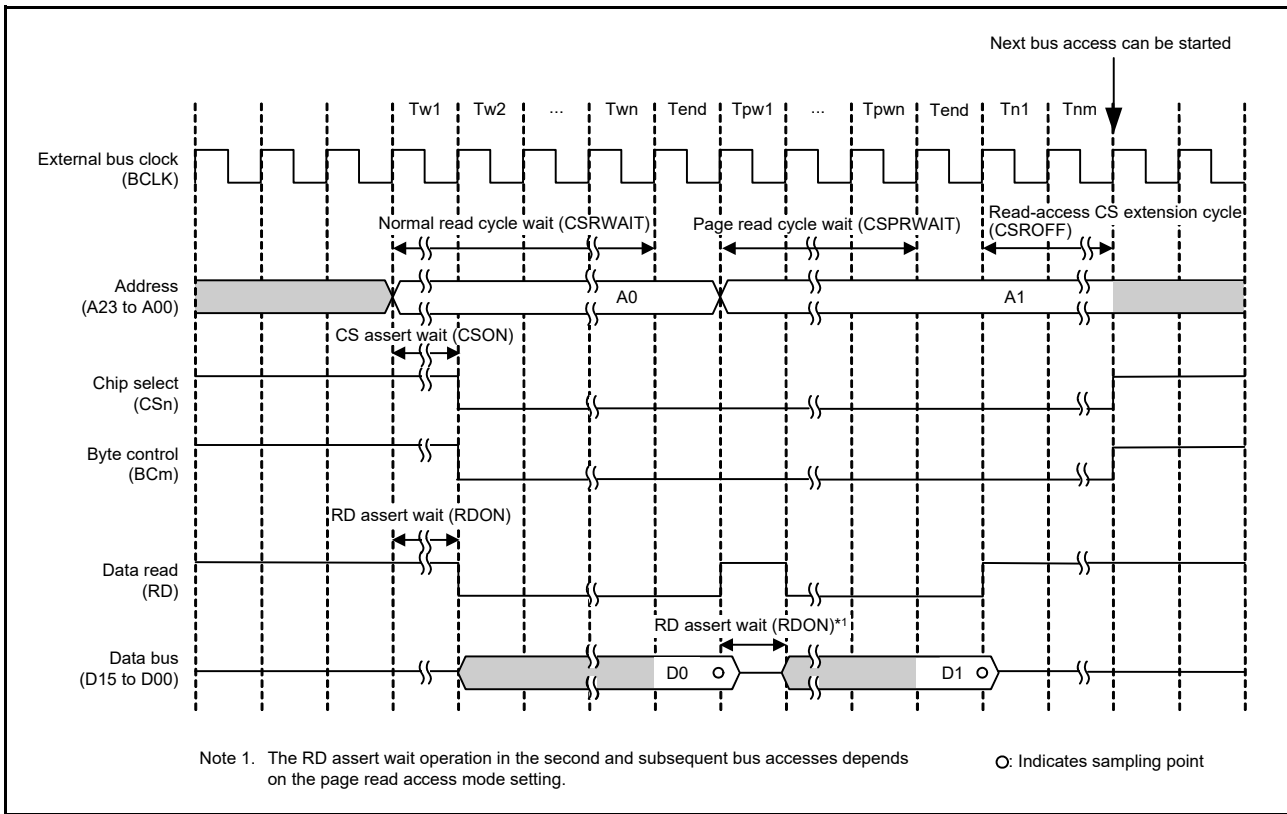 Next bus access can be started
Tw1 Tw2 ... Twn Tend Tpw1 ... Tpwn Tend Tn1 Tnm
External bus clock
(BCLK)
Normal read cycle wait (CSRWAIT)
Page read cycle wait (CSPRWAIT)
Read-access CS extension cycle
(CSROFF)
Address
(A23 to A00)
A0
A1
CS assert wait (CSON)
Chip select
(CSn)
Byte control
(BCm)
RD assert wait (RDON)
Data read
(RD)
RD assert wait (RDON)*1
Data bus
(D15 to D00)
D0
D1
Note 1. The RD assert wait operation in the second and subsequent bus accesses depends
on the page read access mode setting.
O: Indicates sampling point